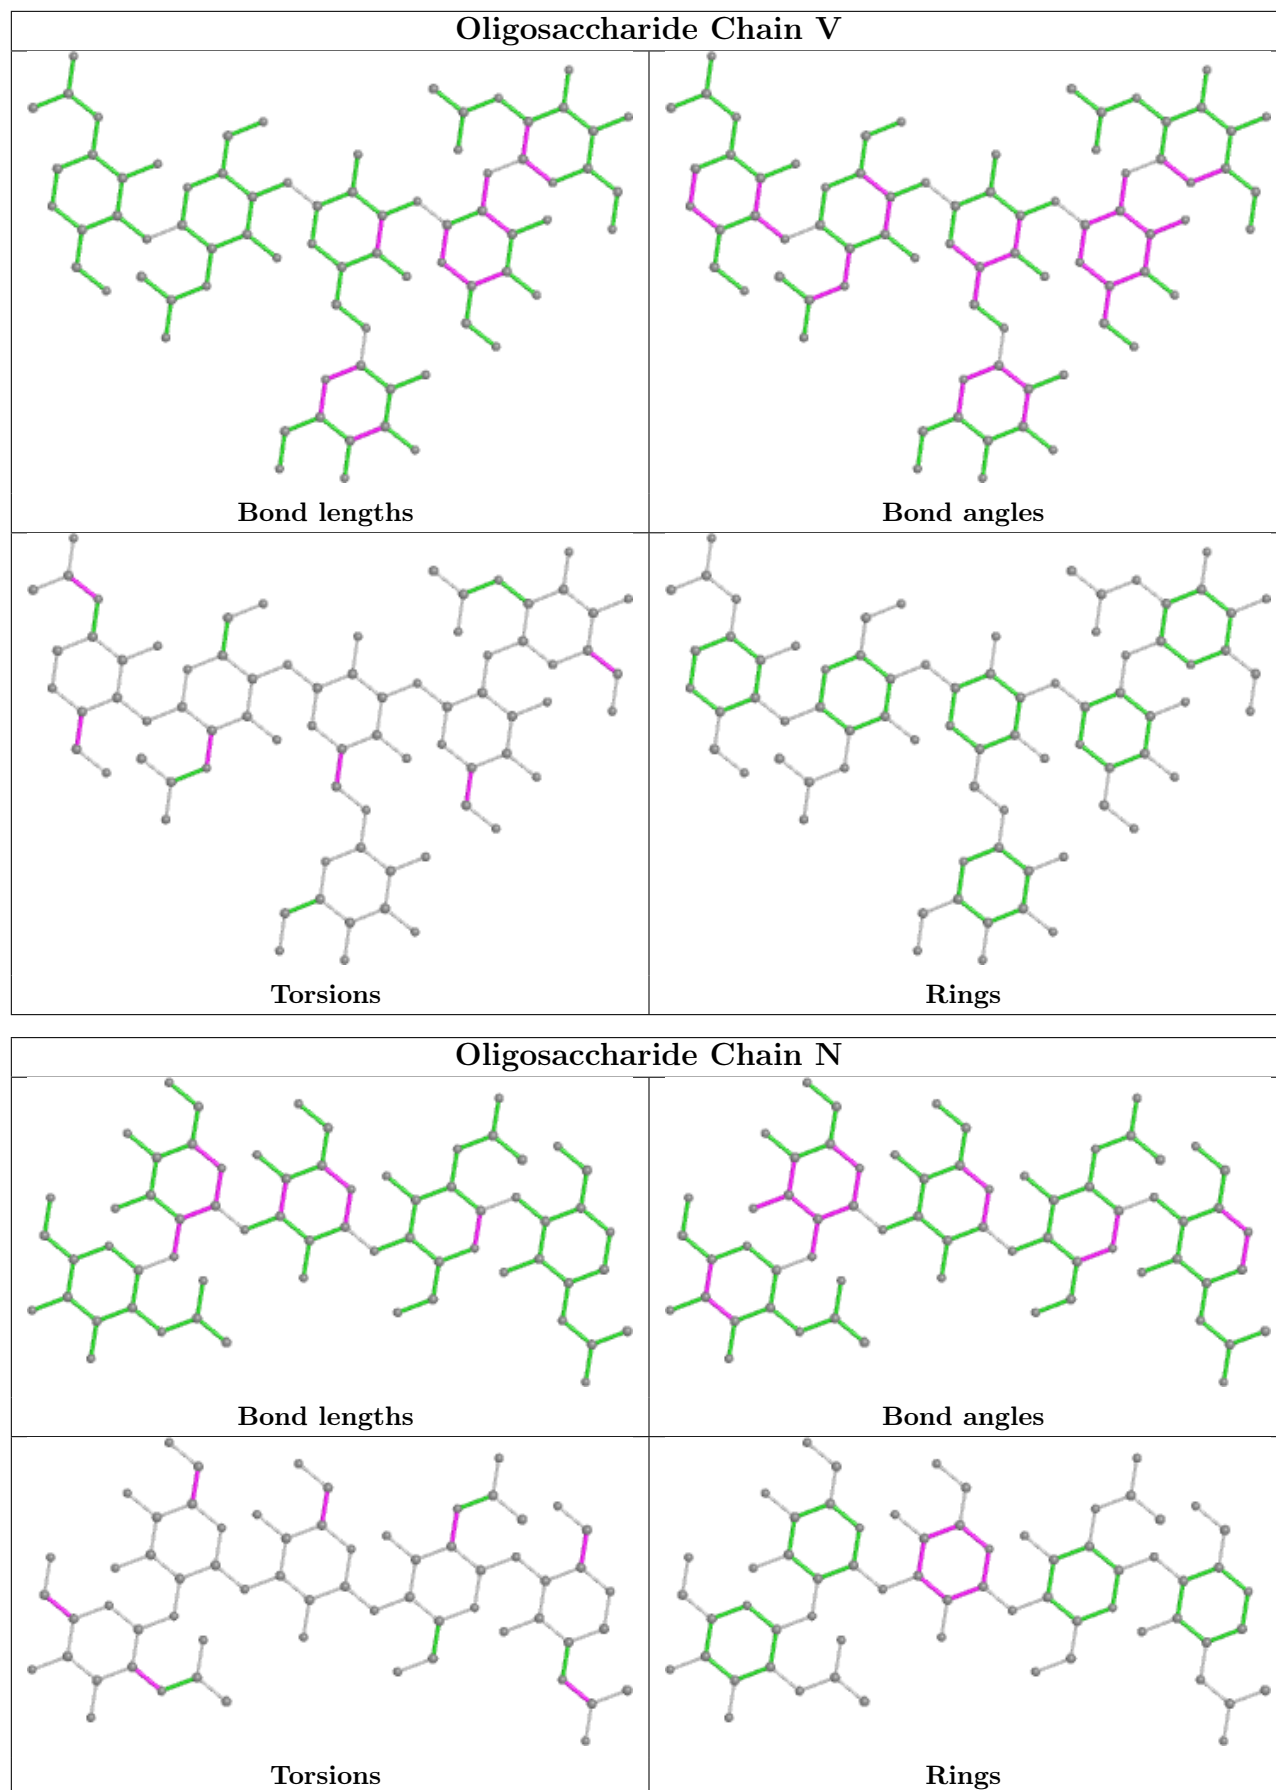 Oligosaccharide Chain V
Bond lengths
Bond angles
Torsions
Rings
Oligosaccharide Chain N
Bond lengths
Bond angles
Torsions
Rings